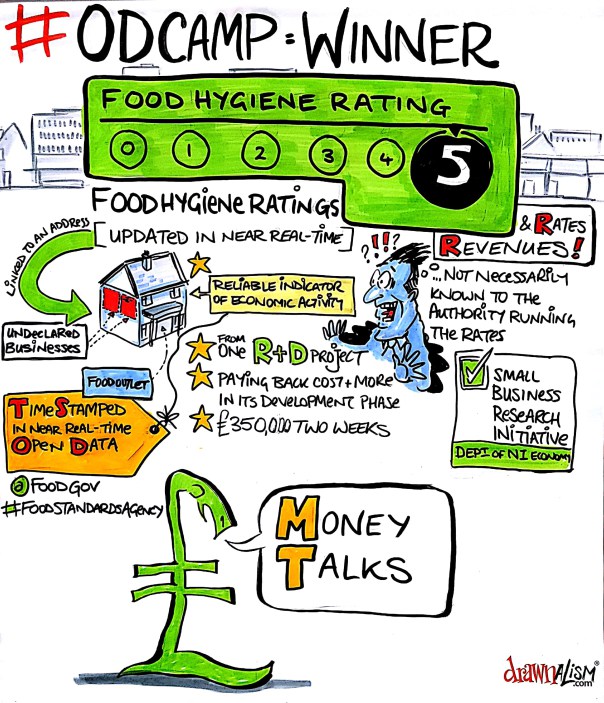 #ODCAMP=WINNER
FOOD HYGIENE RATING
0 1 2 3 4 5
FOOD HYGIENE RATINGS
[UPDATED IN NEAR REAL-TIME]
LINKED TO AN ADDRESS
RELIABLE INDICATOR
OF ECONOMIC ACTIVITY
UNDECLARED
BUSINESSES
FOOD OUTLET
?!!?
& RATES
REVENUES!
...NOT NECESSARILY
KNOWN TO THE
AUTHORITY RUNNING
THE RATES
FROM
ONE R+D PROJECT
PAYING BACK COST + MORE
IN ITS DEVELOPMENT PHASE
£350,000 TWO WEEKS
TIME STAMPED
IN NEAR REAL-TIME
OPEN DATA
@FOODGOV
#FOODSTANDARDSAGENCY
SMALL
BUSINESS
RESEARCH
INITIATIVE
DEPT OF NI ECONOMY
MONEY
TALKS
drawnALISM®
.com